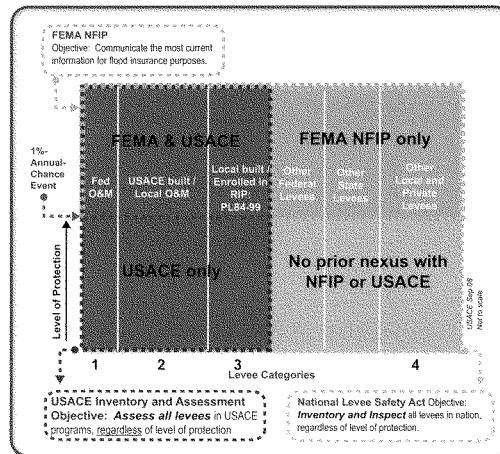 FEMA NFIP
Objective: Communicate the most current
information for flood insurance purposes.
FEMA & USACE
FEMA NFIP only
1%-
Annual-
Chance
Event
Fed
O&M
USACE built /
Local O&M
Local built /
Enrolled in
RIP:
PL84-99
Other
Federal
Levees
Other
State
Levees
Other
Local and
Private
Levees
Level of Protection
USACE only
No prior nexus with
NFIP or USACE
USACE Sep 09
Not to scale
1
2
3
4
Levee Categories
USACE Inventory and Assessment
Objective: Assess all levees in USACE
programs, regardless of level of protection
National Levee Safety Act Objective:
Inventory and Inspect all levees in nation,
regardless of level of protection.